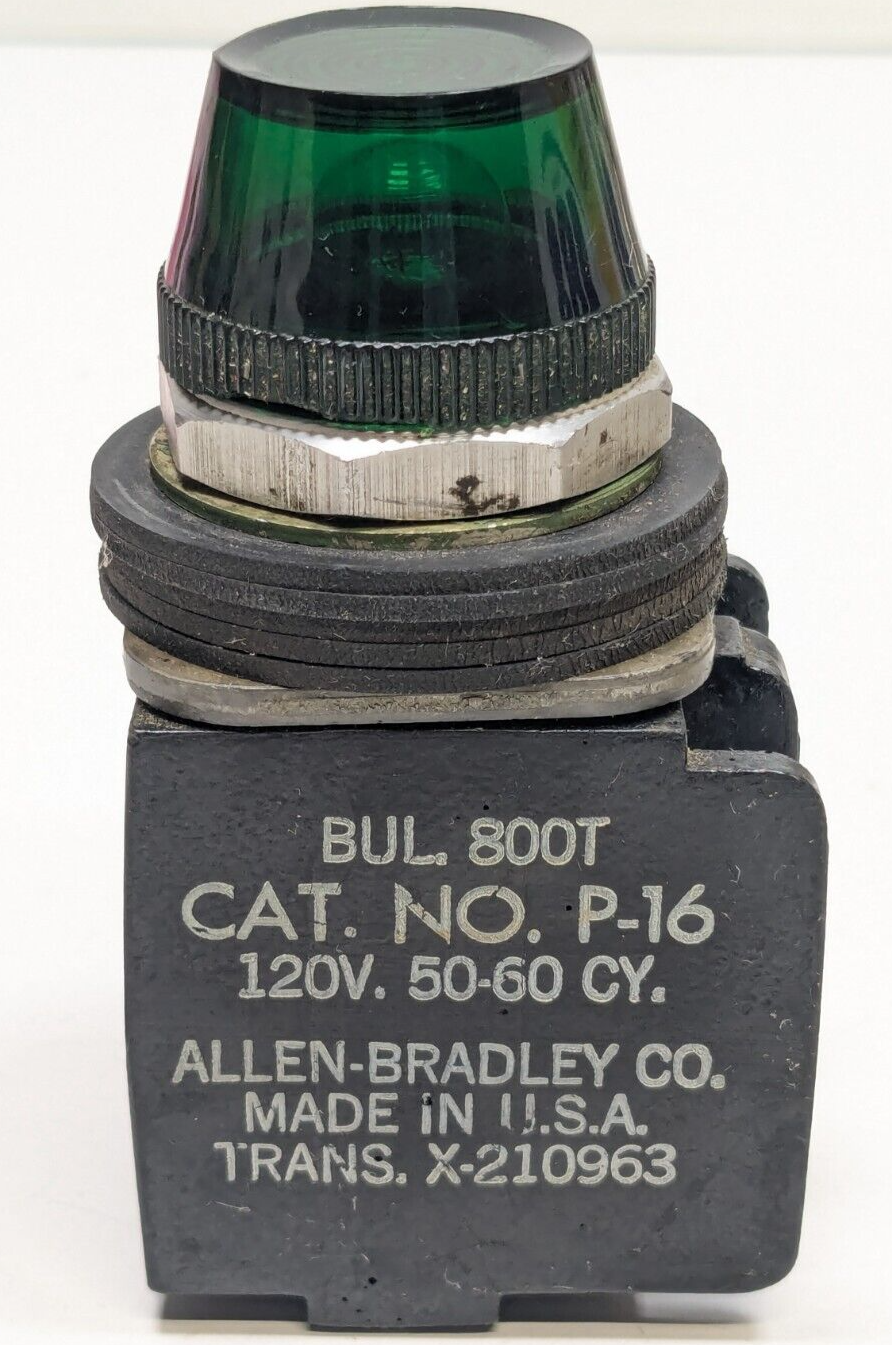 BUL. 800T
CAT. NO. P-16
120V. 50-60 CY.
ALLEN-BRADLEY CO.
MADE IN U.S.A.
TRANS. X-210963